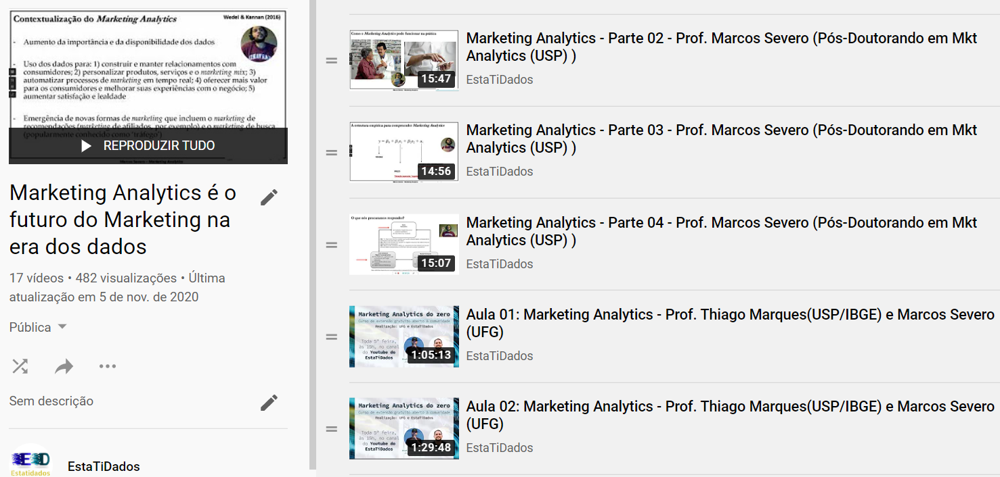 Contextualização do Marketing Analytics
Wedel & Kannan (2016)
- Aumento da importância e da disponibilidade dos dados
- Uso dos dados para: 1) construir e manter relacionamentos com
consumidores; 2) personalizar produtos, serviços e o marketing mix; 3)
automatizar processos de marketing em tempo real; 4) oferecer mais valor
para os consumidores e melhorar suas experiências com o negócio; 5)
aumentar satisfação e lealdade
- Emergência de novas formas de marketing que incluem o marketing de
recomendações (marketing de afiliados, por exemplo) e o marketing de busca
(popularmente conhecido como 'tráfego')
REPRODUZIR TUDO
Marcos Severo - Marketing Analytics
Marketing Analytics é o
futuro do Marketing na
era dos dados
17 vídeos • 482 visualizações • Última
atualização em 5 de nov. de 2020
Pública
Sem descrição
Estatidados
EstaTiDados
Como o Marketing Analytics pode funcionar na prática
15:47
Marketing Analytics - Parte 02 - Prof. Marcos Severo (Pós-Doutorando em Mkt
Analytics (USP) )
EstaTiDados
A estrutura empírica para compreender Marketing Analytics
14:56
Marketing Analytics - Parte 03 - Prof. Marcos Severo (Pós-Doutorando em Mkt
Analytics (USP) )
EstaTiDados
O que nós procuramos responder?
15:07
Marketing Analytics - Parte 04 - Prof. Marcos Severo (Pós-Doutorando em Mkt
Analytics (USP) )
EstaTiDados
Marketing Analytics do zero
Curso de extensão gratuito aberto à comunidade
Realização: UFG e EstaTiDados
Toda 5ª feira,
às 15h, no canal
do Youtube do
EstaTiDados
1:05:13
Aula 01: Marketing Analytics - Prof. Thiago Marques(USP/IBGE) e Marcos Severo
(UFG)
EstaTiDados
Marketing Analytics do zero
Curso de extensão gratuito aberto à comunidade
Realização: UFG e EstaTiDados
Toda 5ª feira,
às 15h, no canal
do Youtube do
EstaTiDados
1:29:48
Aula 02: Marketing Analytics - Prof. Thiago Marques(USP/IBGE) e Marcos Severo
(UFG)
EstaTiDados